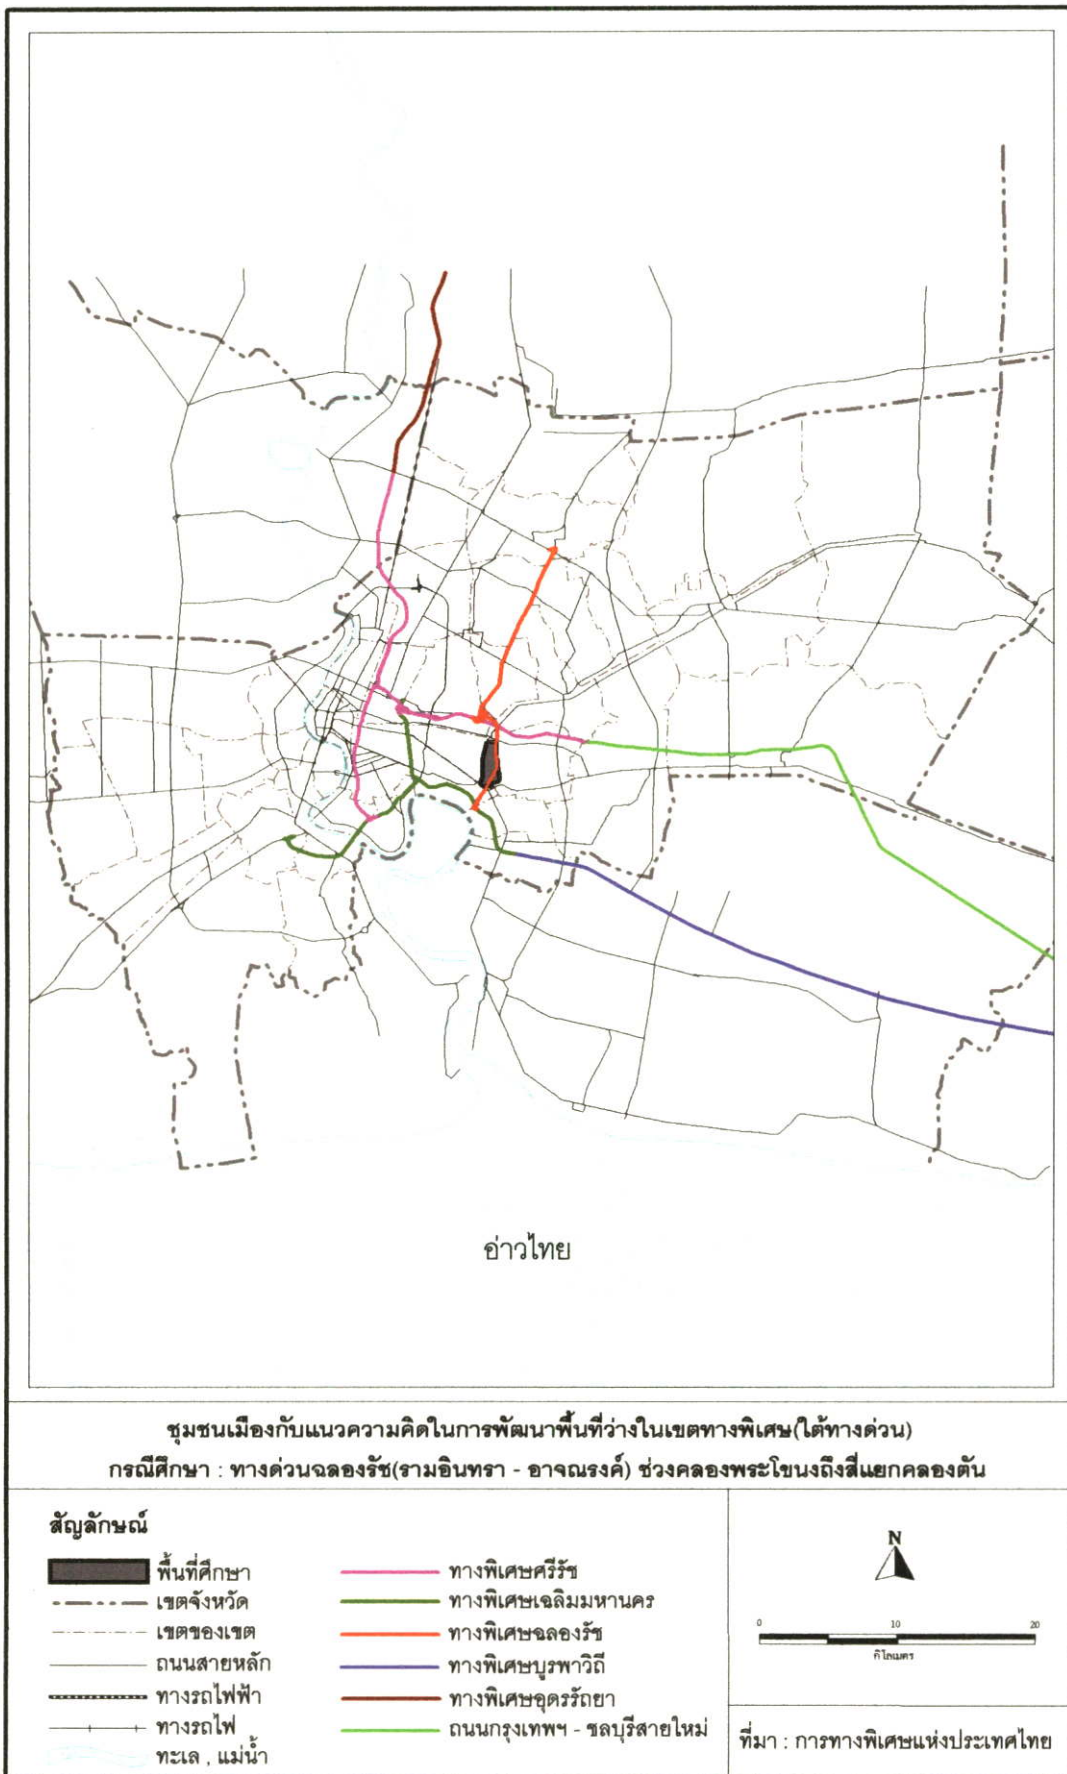 อ่าวไทย
ชุมชนเมืองกับแนวความคิดในการพัฒนาพื้นที่ว่างในเขตทางพิเศษ(ใต้ทางด่วน)
กรณีศึกษา : ทางด่วนฉลองรัช(รามอินทรา - อาจณรงค์) ช่วงคลองพระโขนงถึงสี่แยกคลองตัน
สัญลักษณ์
พื้นที่ศึกษา
เขตจังหวัด
เขตของเขต
ถนนสายหลัก
ทางรถไฟฟ้า
ทางรถไฟ
ทะเล , แม่น้ำ
ทางพิเศษศรีรัช
ทางพิเศษเฉลิมมหานคร
ทางพิเศษฉลองรัช
ทางพิเศษบูรพาวิถี
ทางพิเศษอุดรรัถยา
ถนนกรุงเทพฯ - ชลบุรีสายใหม่
N
0 10 20
กิโลเมตร
ที่มา : การทางพิเศษแห่งประเทศไทย